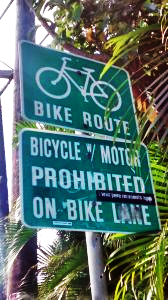 BIKE ROUTE
BICYCLE W/ MOTOR
PROHIBITED
ON BIKE LANE